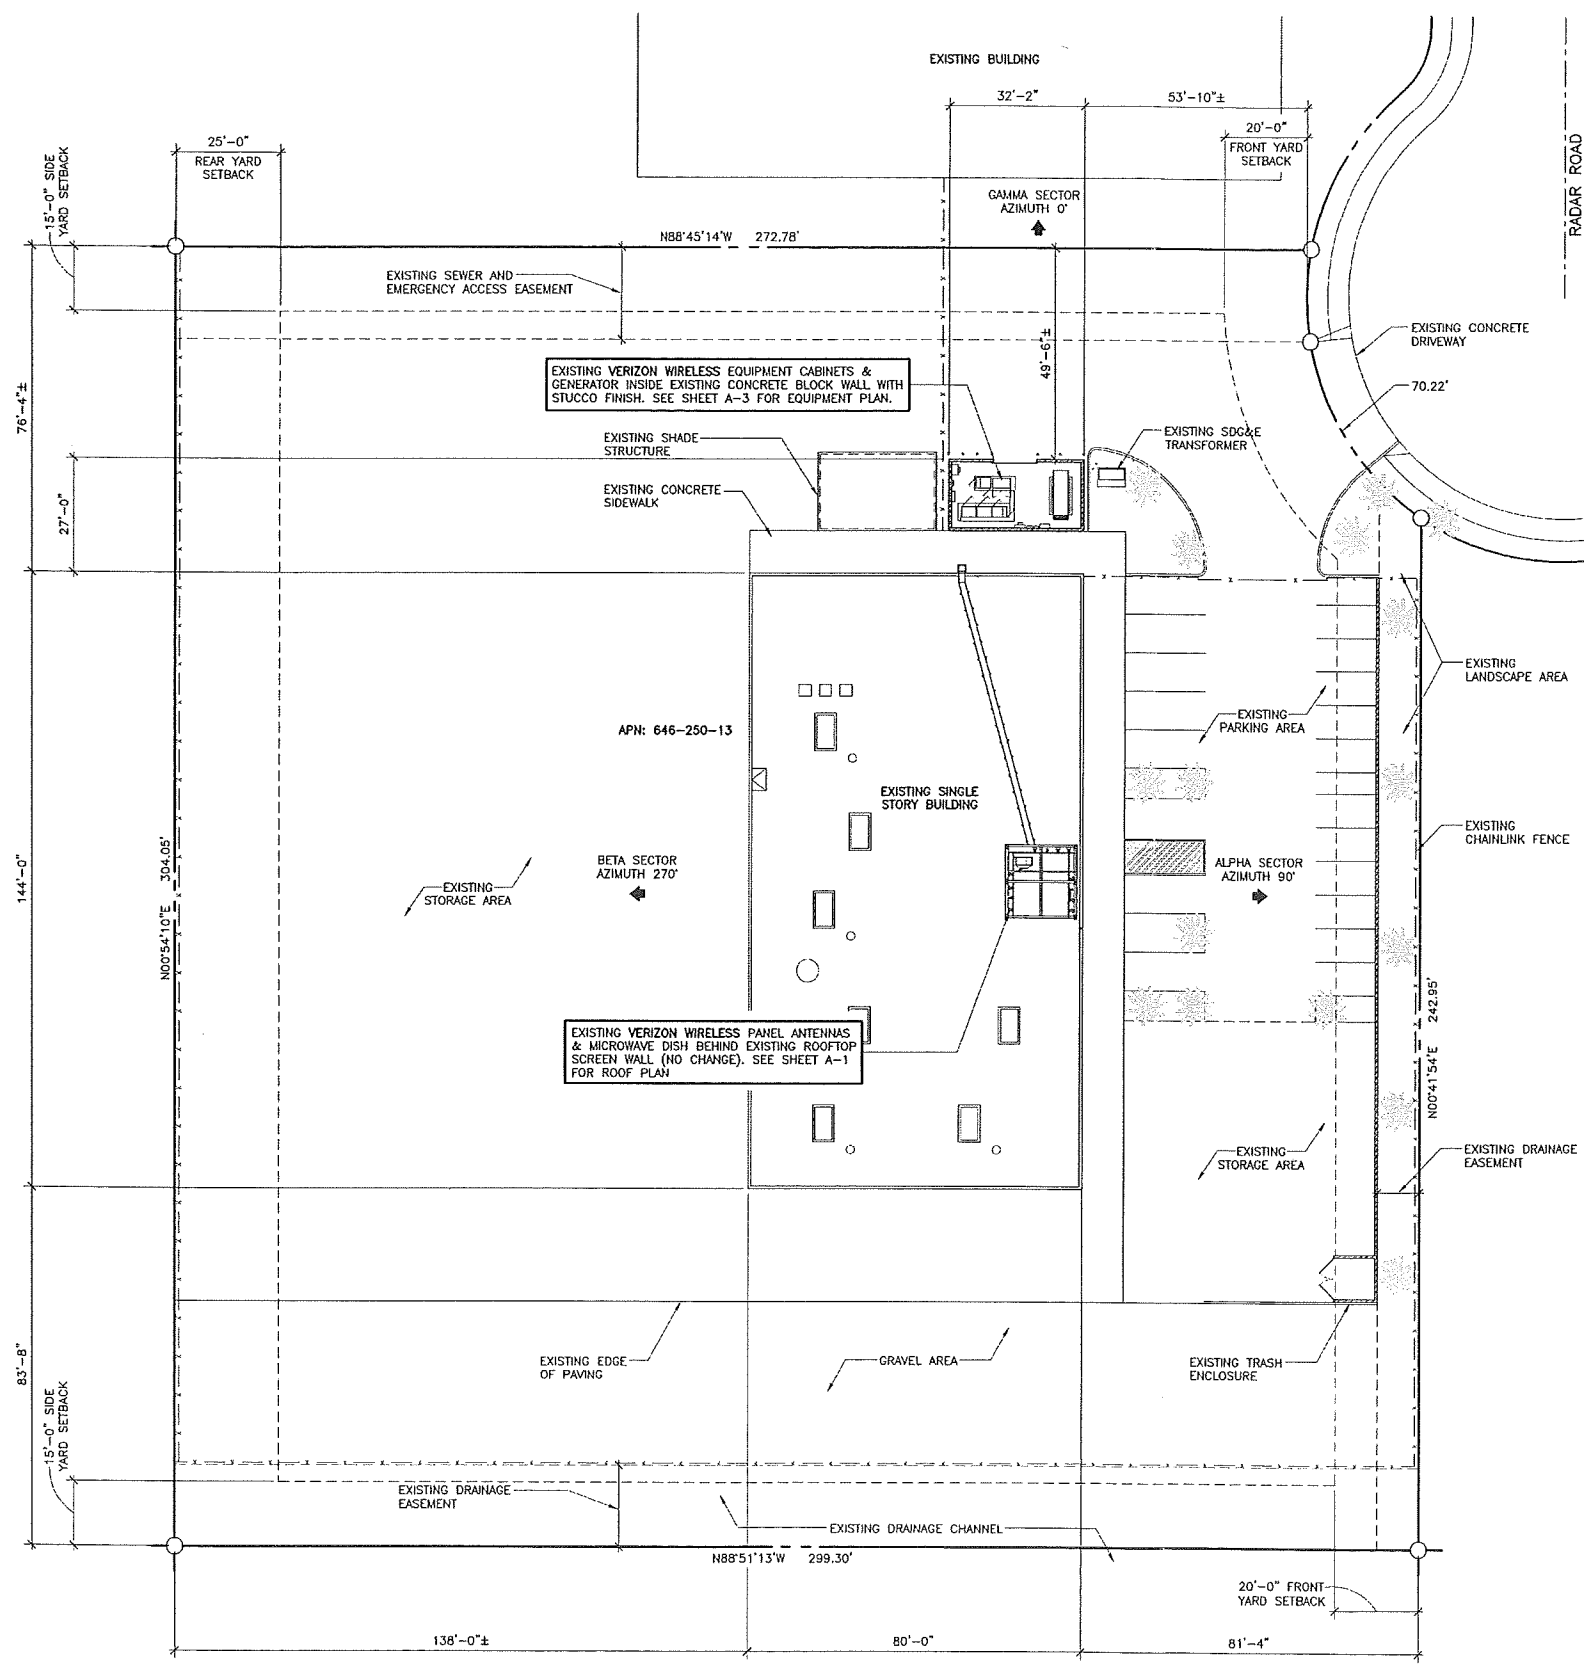 EXISTING BUILDING
32'-2"
53'-10"±
25'-0"
REAR YARD
SETBACK
20'-0"
FRONT YARD
SETBACK
15'-0" SIDE
YARD SETBACK
RADAR ROAD
GAMMA SECTOR
AZIMUTH 0°
N88°45'14"W 272.78'
EXISTING SEWER AND
EMERGENCY ACCESS EASEMENT
49'-6"±
EXISTING CONCRETE
DRIVEWAY
EXISTING VERIZON WIRELESS EQUIPMENT CABINETS &
GENERATOR INSIDE EXISTING CONCRETE BLOCK WALL WITH
STUCCO FINISH. SEE SHEET A-3 FOR EQUIPMENT PLAN.
70.22'
76'-4"±
EXISTING SHADE
STRUCTURE
EXISTING SDG&E
TRANSFORMER
EXISTING CONCRETE
SIDEWALK
27'-0"
EXISTING
LANDSCAPE AREA
APN: 646-250-13
EXISTING
PARKING AREA
EXISTING SINGLE
STORY BUILDING
EXISTING
CHAINLINK FENCE
N00°54'10"E 304.05'
144'-0"
BETA SECTOR
AZIMUTH 270°
ALPHA SECTOR
AZIMUTH 90°
EXISTING
STORAGE AREA
N00°41'54"E 242.95'
EXISTING VERIZON WIRELESS PANEL ANTENNAS
& MICROWAVE DISH BEHIND EXISTING ROOFTOP
SCREEN WALL (NO CHANGE). SEE SHEET A-1
FOR ROOF PLAN
EXISTING
STORAGE AREA
EXISTING DRAINAGE
EASEMENT
83'-8"
EXISTING EDGE
OF PAVING
GRAVEL AREA
EXISTING TRASH
ENCLOSURE
15'-0" SIDE
YARD SETBACK
EXISTING DRAINAGE
EASEMENT
EXISTING DRAINAGE CHANNEL
N88°51'13"W 299.30'
20'-0" FRONT
YARD SETBACK
138'-0"±
80'-0"
81'-4"